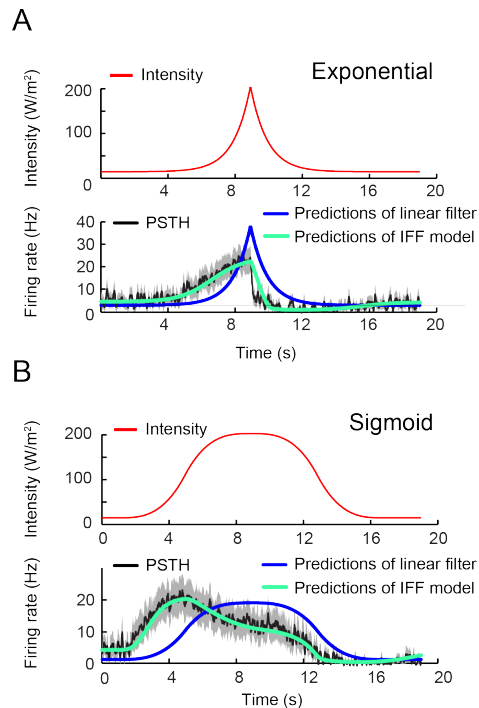 A
Exponential
Intensity
Intensity (W/m²)
200
100
0
0 4 8 12 16 20
PSTH
Predictions of linear filter
Predictions of IFF model
Firing rate (Hz)
40
30
20
10
0
4 8 12 16 20
Time (s)
B
Sigmoid
Intensity
Intensity (W/m²)
200
100
0
0 4 8 12 16 20
PSTH
Predictions of linear filter
Predictions of IFF model
Firing rate (Hz)
20
10
0
0 4 8 12 16 20
Time (s)